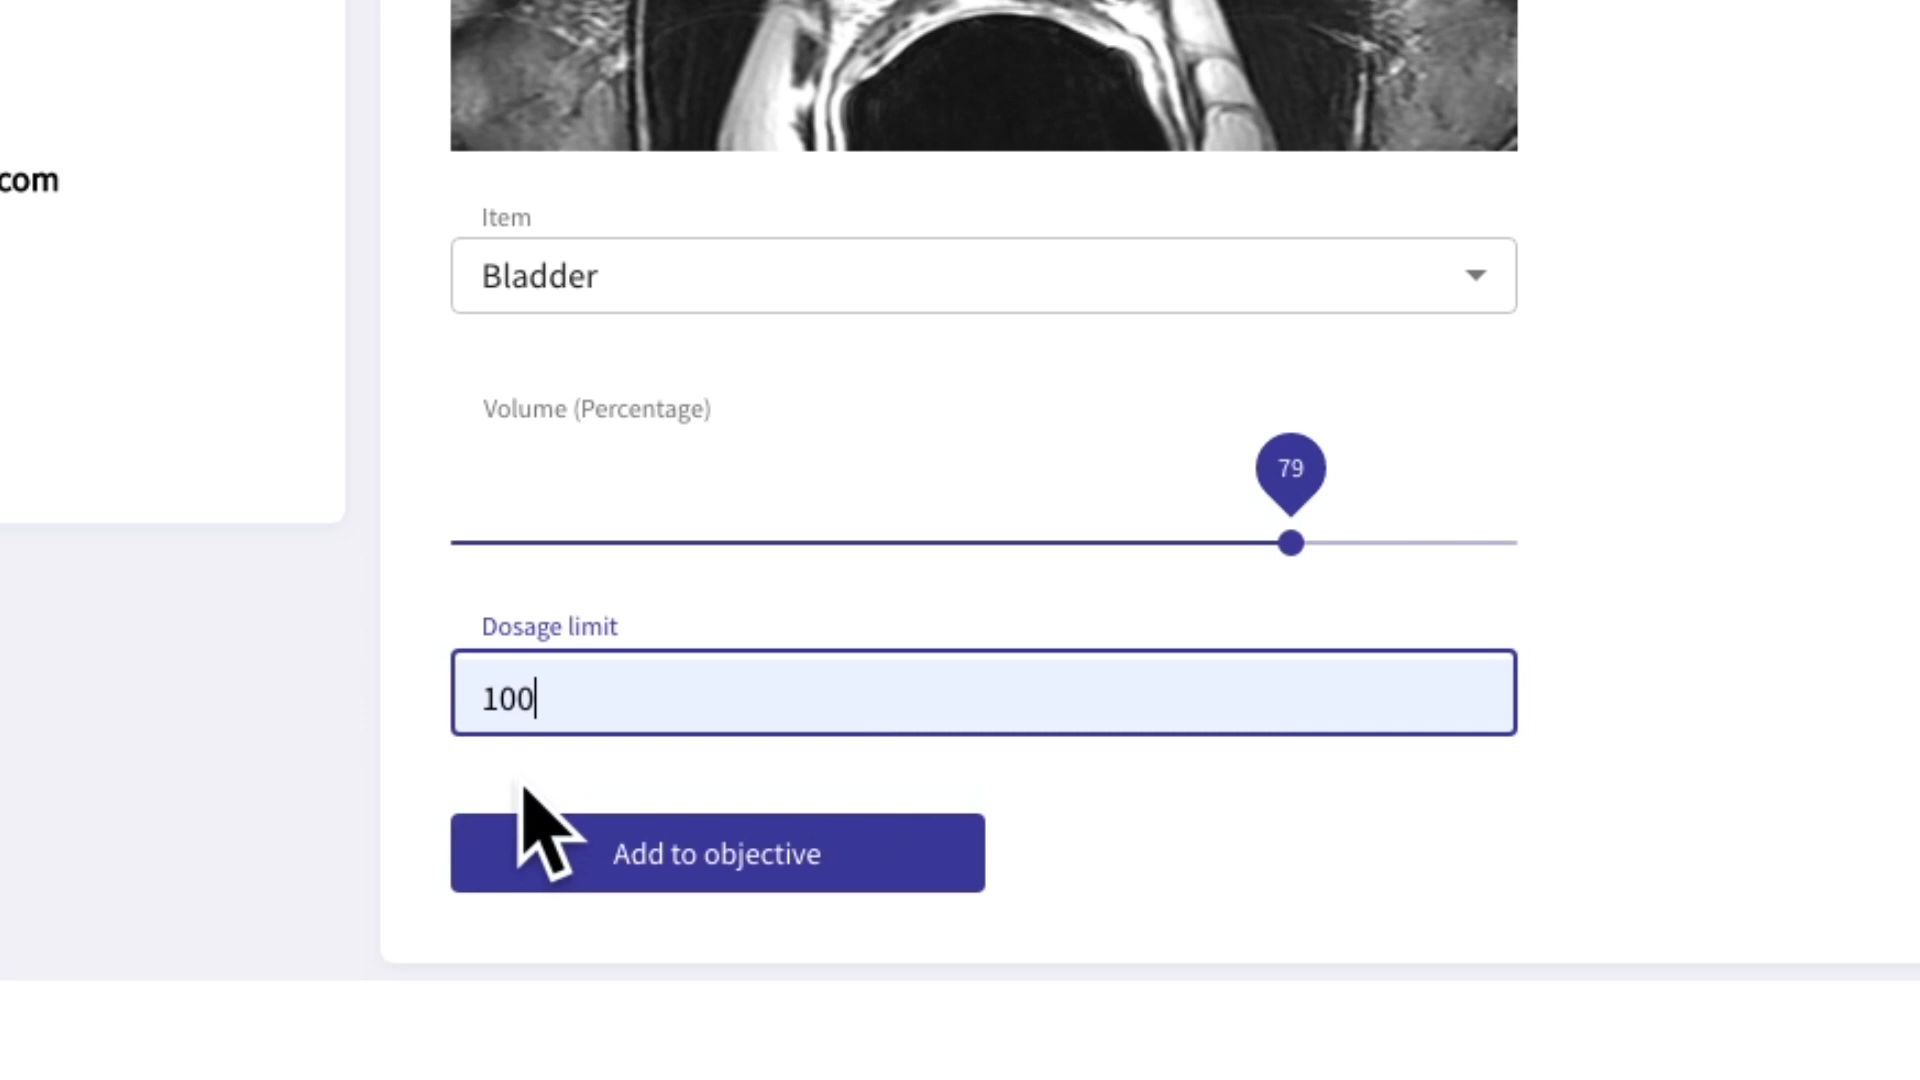 com
Item
Bladder
Volume (Percentage)
79
Dosage limit
100
Add to objective